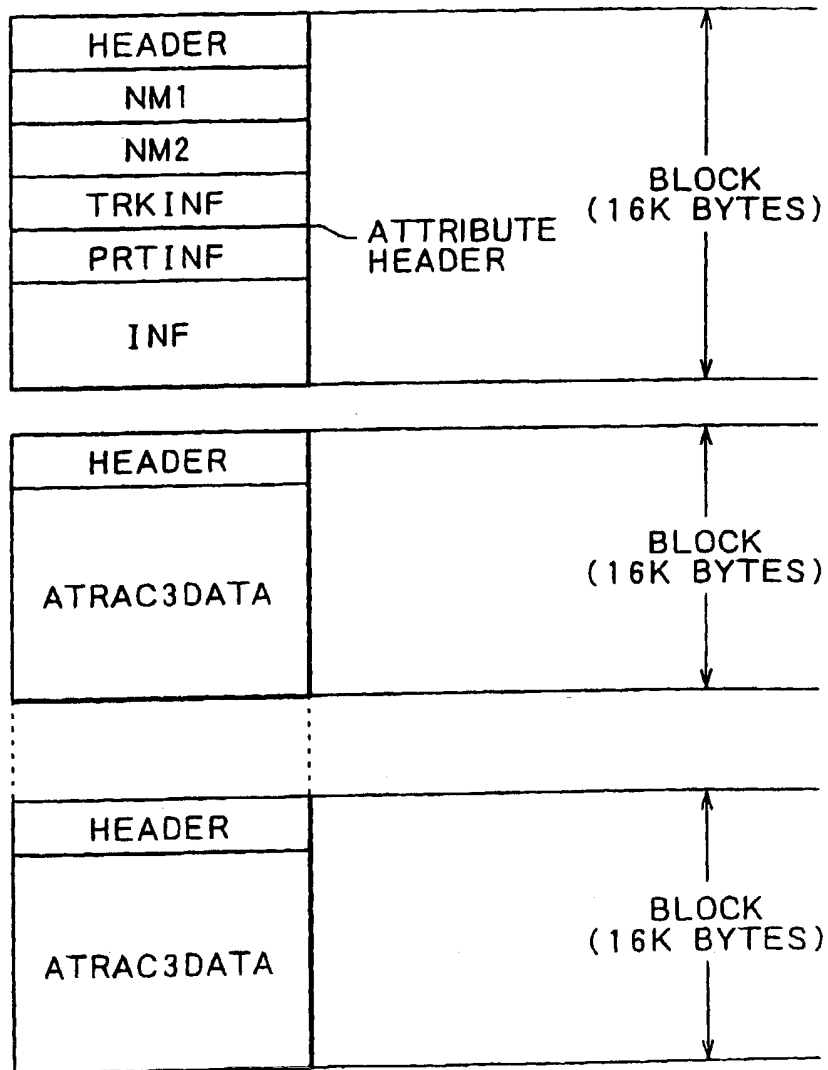 HEADER
NM1
NM2
TRKINF
PRTINF
INF
ATTRIBUTE
HEADER
BLOCK
(16K BYTES)
HEADER
ATRAC3DATA
BLOCK
(16K BYTES)
HEADER
ATRAC3DATA
BLOCK
(16K BYTES)